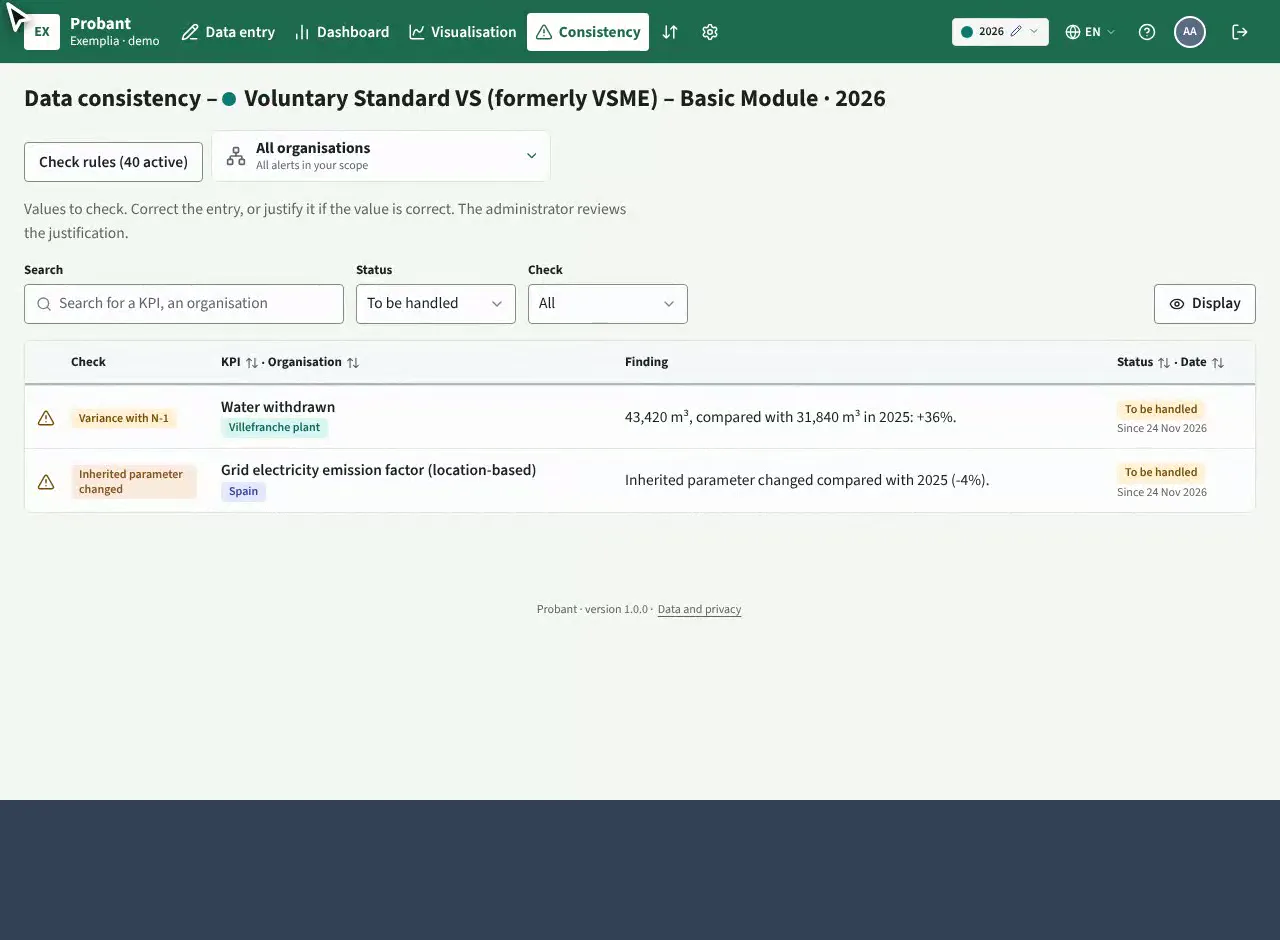 EX
Probant
Exemplia · demo
Data entry
Dashboard
Visualisation
Consistency
2026
EN
AA
Data consistency – Voluntary Standard VS (formerly VSME) – Basic Module · 2026
Check rules (40 active)
All organisations
All alerts in your scope
Values to check. Correct the entry, or justify it if the value is correct. The administrator reviews
the justification.
Search
Status
Check
Search for a KPI, an organisation
To be handled
All
Display
Check
KPI · Organisation
Finding
Status · Date
Variance with N-1
Water withdrawn
Villefranche plant
43,420 m³, compared with 31,840 m³ in 2025: +36%.
To be handled
Since 24 Nov 2026
Inherited parameter
changed
Grid electricity emission factor (location-based)
Spain
Inherited parameter changed compared with 2025 (-4%).
To be handled
Since 24 Nov 2026
Probant · version 1.0.0 · Data and privacy